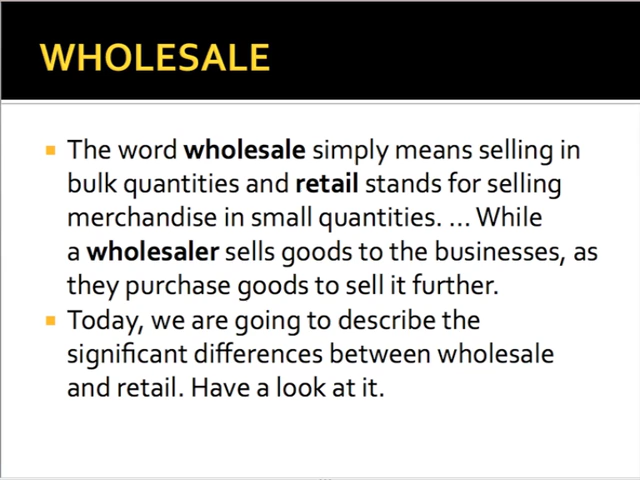 WHOLESALE
The word wholesale simply means selling in
bulk quantities and retail stands for selling
merchandise in small quantities. ... While
a wholesaler sells goods to the businesses, as
they purchase goods to sell it further.
Today, we are going to describe the
significant differences between wholesale
and retail. Have a look at it.